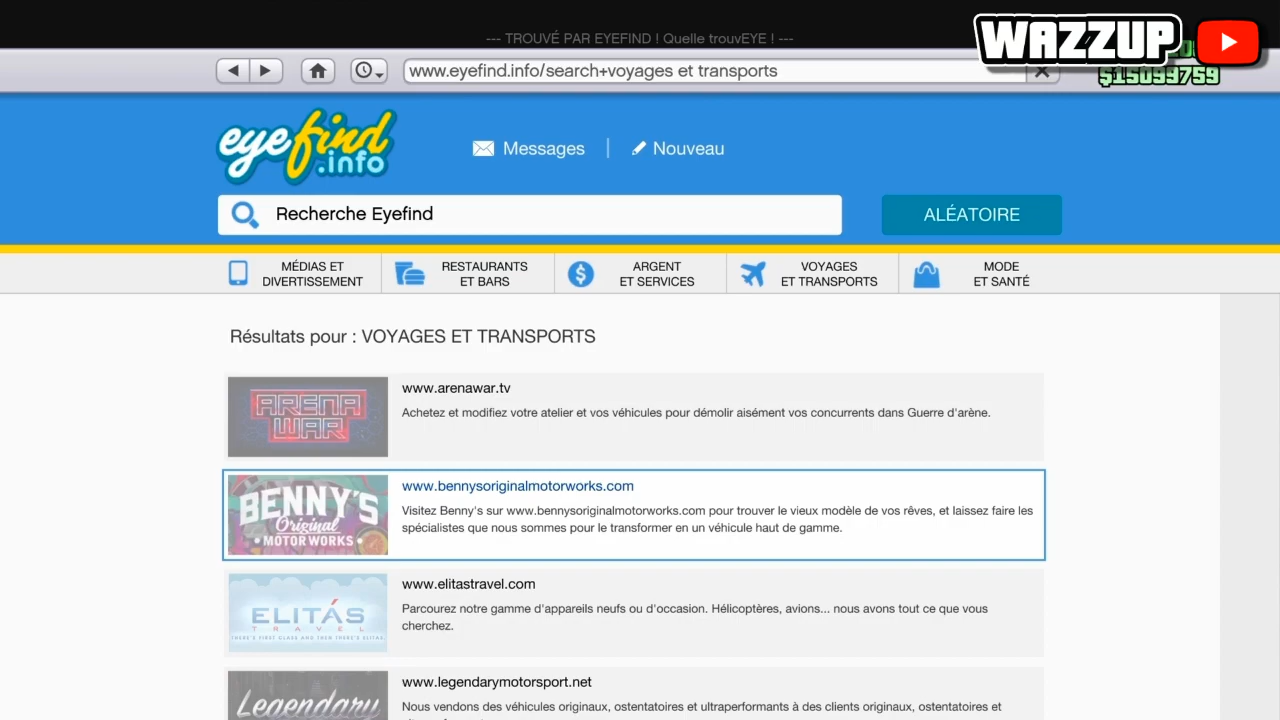 --- TROUVÉ PAR EYEFIND ! Quelle trouvEYE ! ---
WAZZUP
www.eyefind.info/search+voyages et transports
$15099759
eyefind
.info
Messages
Nouveau
Recherche Eyefind
ALÉATOIRE
MÉDIAS ET
DIVERTISSEMENT
RESTAURANTS
ET BARS
ARGENT
ET SERVICES
VOYAGES
ET TRANSPORTS
MODE
ET SANTÉ
Résultats pour : VOYAGES ET TRANSPORTS
ARENA
WAR
www.arenawar.tv
Achetez et modifiez votre atelier et vos véhicules pour démolir aisément vos concurrents dans Guerre d'arène.
BENNY'S
Original
MOTOR WORKS
www.bennysoriginalmotorworks.com
Visitez Benny's sur www.bennysoriginalmotorworks.com pour trouver le vieux modèle de vos rêves, et laissez faire les
spécialistes que nous sommes pour le transformer en un véhicule haut de gamme.
ELITÁS
TRAVEL
THERE'S FIRST CLASS AND THEN THERE'S ELITAS
www.elitastravel.com
Parcourez notre gamme d'appareils neufs ou d'occasion. Hélicoptères, avions... nous avons tout ce que vous
cherchez.
Legendary
www.legendarymotorsport.net
Nous vendons des véhicules originaux, ostentatoires et ultraperformants à des clients originaux, ostentatoires et